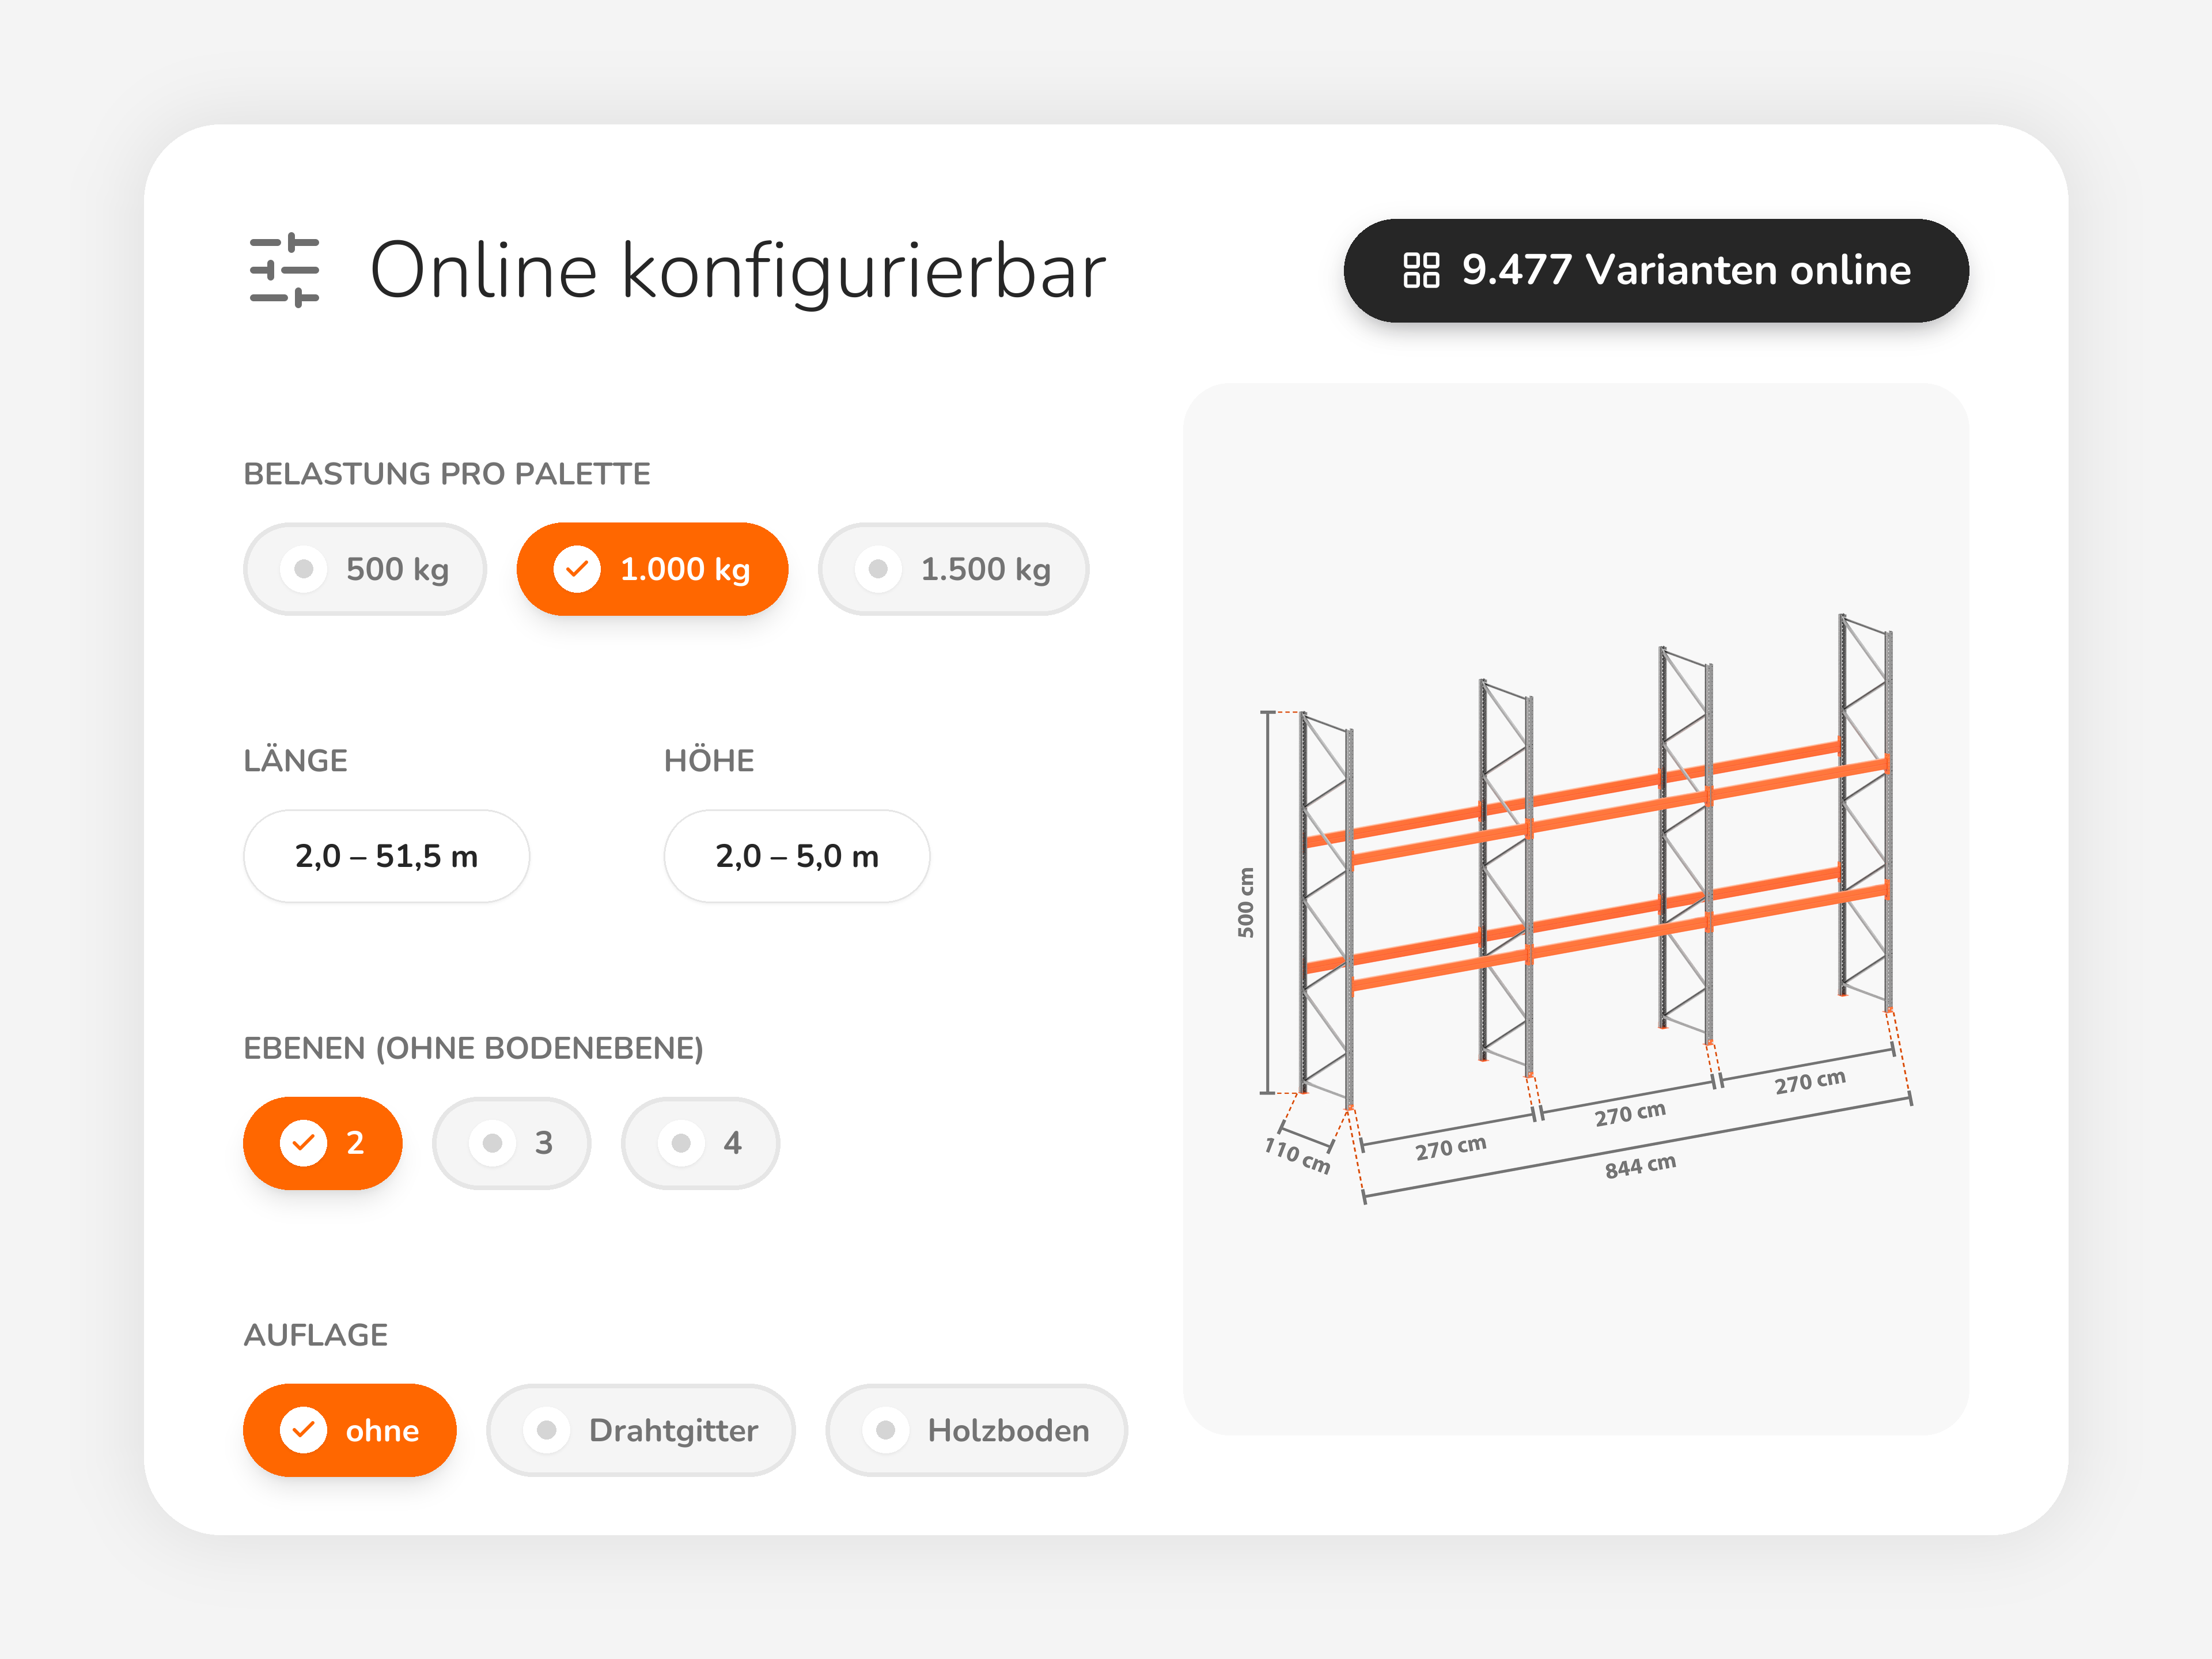 Online konfigurierbar
9.477 Varianten online
BELASTUNG PRO PALETTE
500 kg
1.000 kg
1.500 kg
LÄNGE
HÖHE
2,0 – 51,5 m
2,0 – 5,0 m
EBENEN (OHNE BODENEBENE)
2
3
4
AUFLAGE
ohne
Drahtgitter
Holzboden
500 cm
110 cm
270 cm
270 cm
270 cm
844 cm